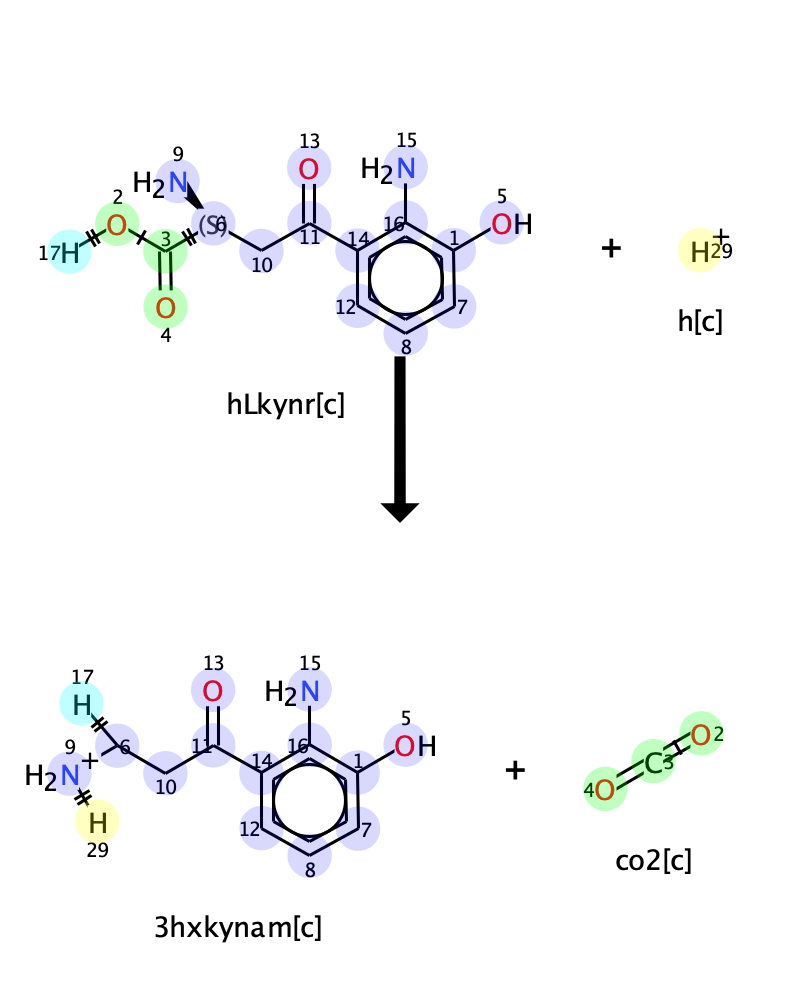 13 15
9 O H2N
H2N 5
2 (S) 6 16 OH
17H O 3 11 14 1 + H+29
10
O 12 7 h[c]
4 8
hLkynr[c]
13 15
17 O H2N 5
H OH O 2
9 6 11 14 16 1 + C3
H2N+ 10 4O
H 12 7
29 8 co2[c]
3hxkynam[c]